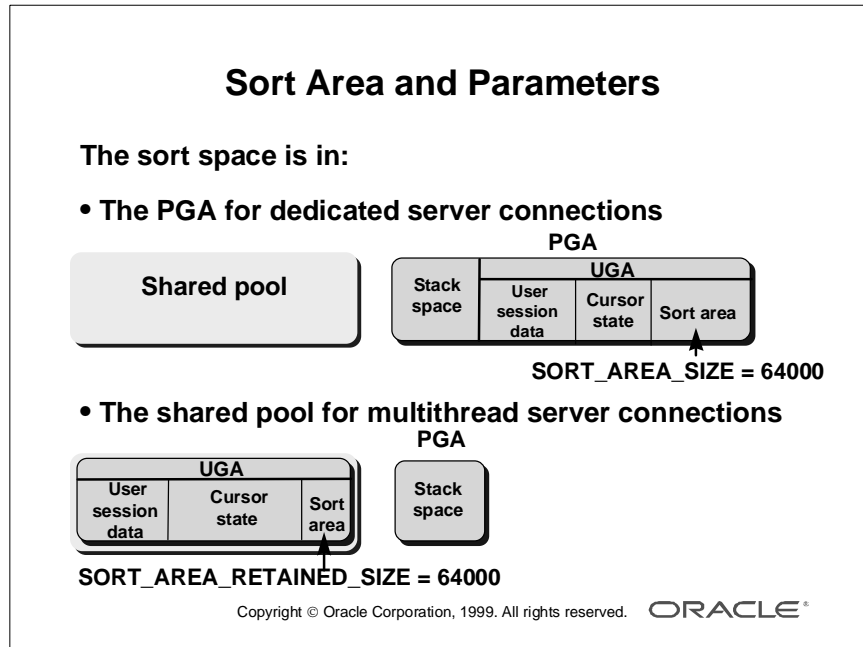 Sort Area and Parameters
The sort space is in:
• The PGA for dedicated server connections
PGA
Shared pool
Stack
space
UGA
User
session
data
Cursor
state
Sort area
SORT_AREA_SIZE = 64000
• The shared pool for multithread server connections
PGA
UGA
User
session
data
Cursor
state
Sort
area
Stack
space
SORT_AREA_RETAINED_SIZE = 64000
Copyright © Oracle Corporation, 1999. All rights reserved. ORACLE®